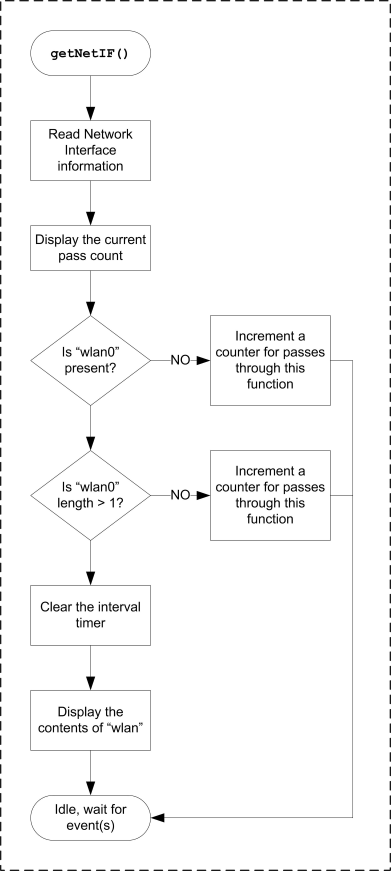 getNetIF()
Read Network
Interface
information
Display the current
pass count
Is “wlan0”
present?
NO
Increment a
counter for passes
through this
function
Is “wlan0”
length > 1?
NO
Increment a
counter for passes
through this
function
Clear the interval
timer
Display the
contents of “wlan”
Idle, wait for
event(s)